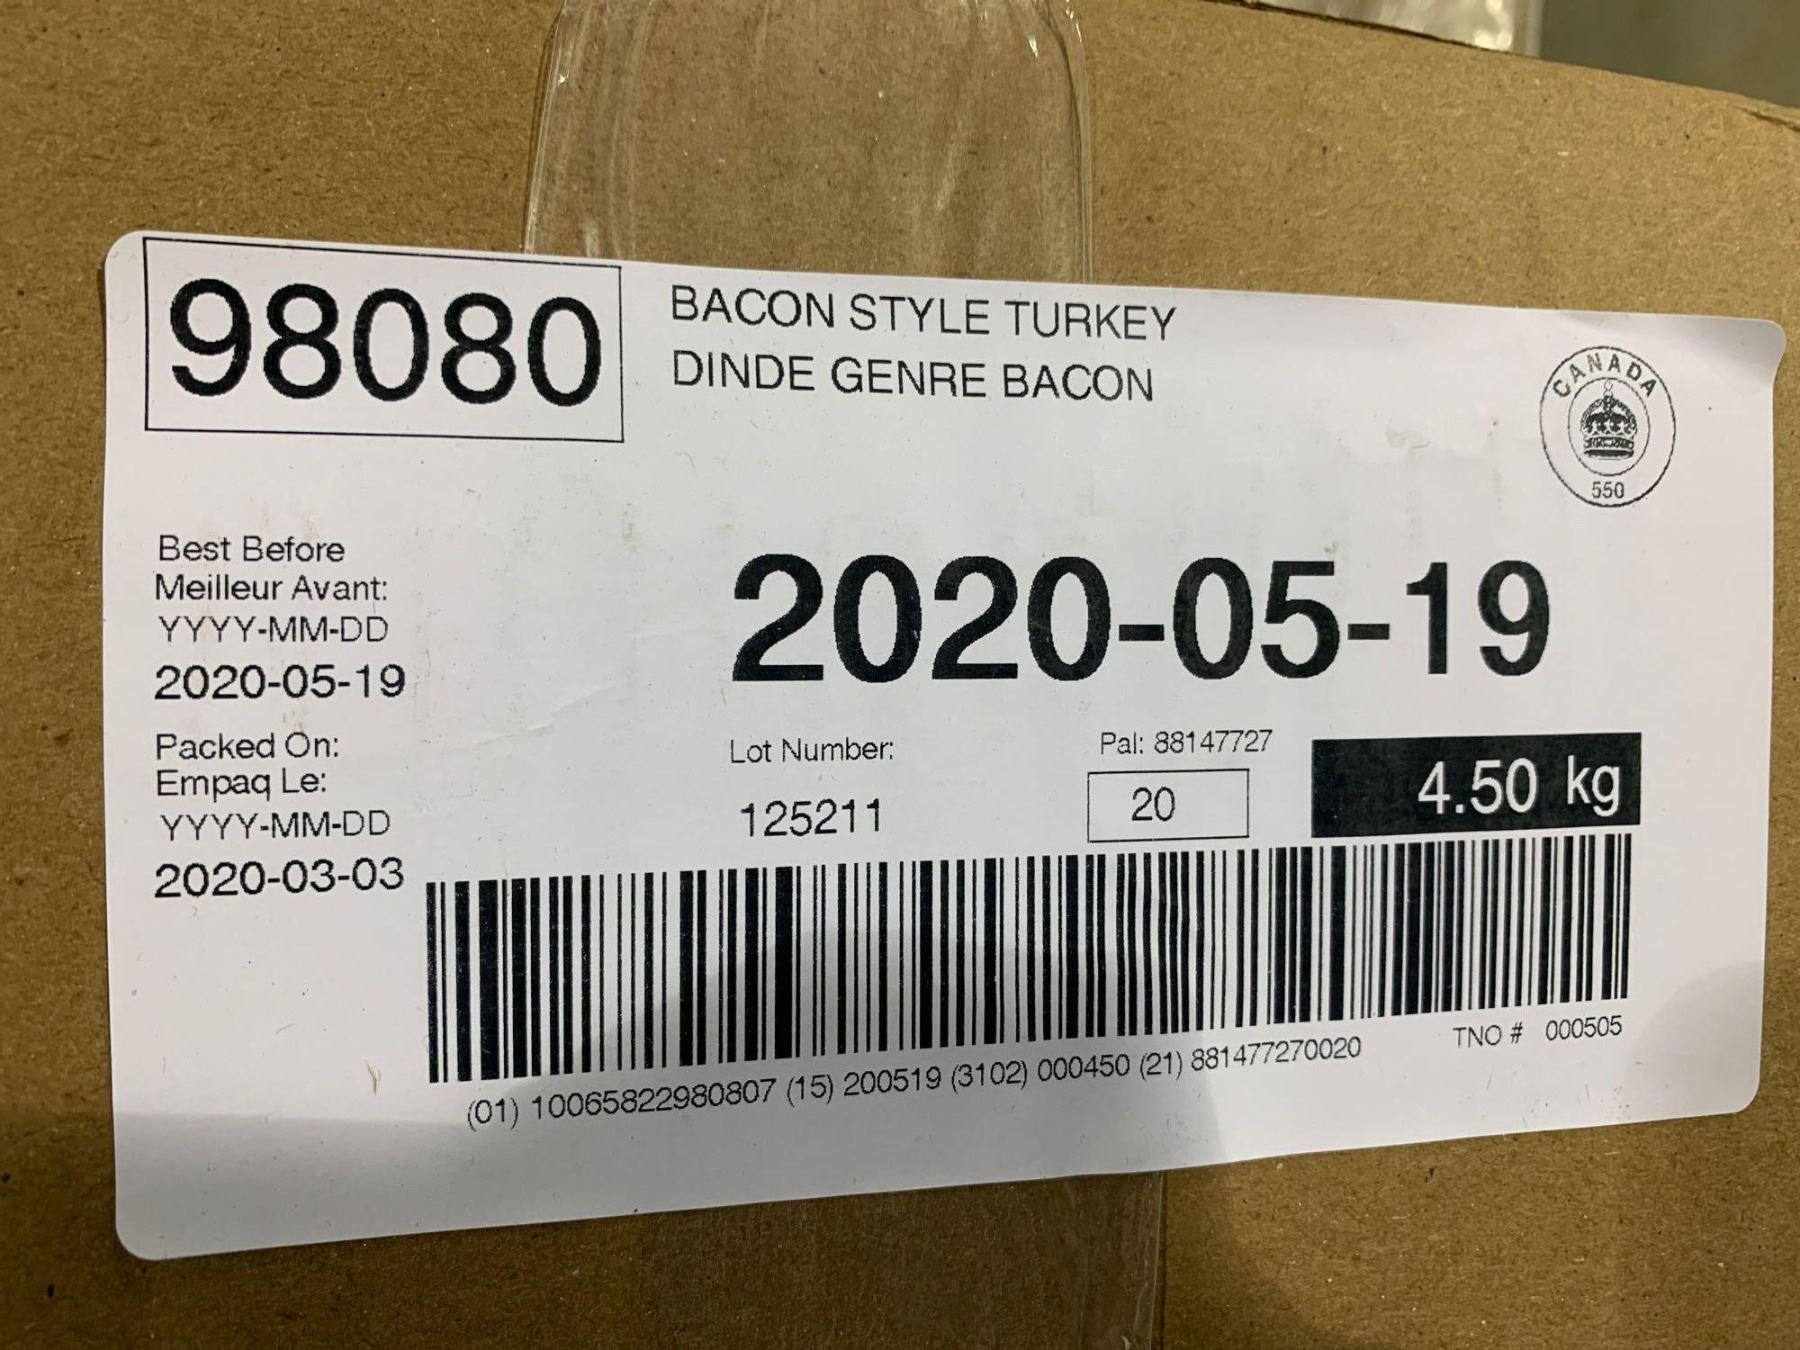 98080
BACON STYLE TURKEY
DINDE GENRE BACON
CANADA
550
Best Before
Meilleur Avant:
YYYY-MM-DD
2020-05-19
2020-05-19
Packed On:
Empaq Le:
YYYY-MM-DD
2020-03-03
Lot Number:
125211
Pal: 88147727
20
4.50 kg
(01) 10065822980807 (15) 200519 (3102) 000450 (21) 881477270020
TNO # 000505